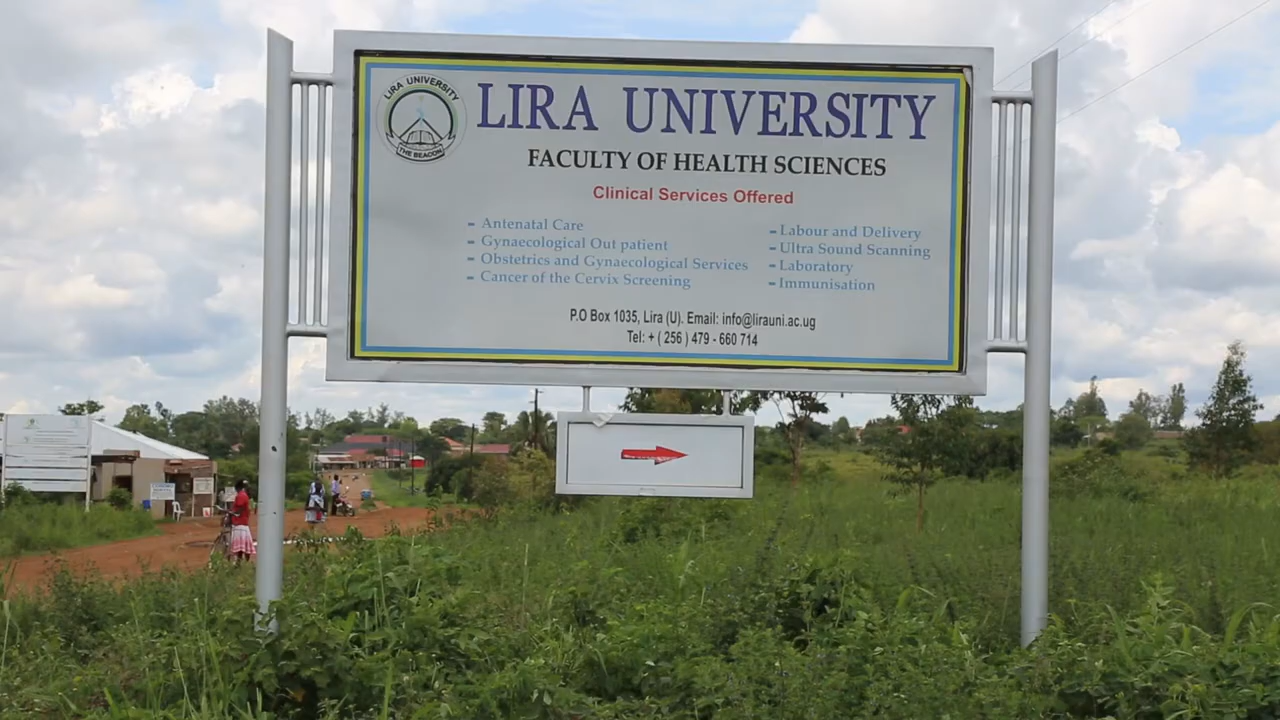 LIRA UNIVERSITY
THE BEACON
LIRA UNIVERSITY
FACULTY OF HEALTH SCIENCES
Clinical Services Offered
- Antenatal Care
- Gynaecological Out patient
- Obstetrics and Gynaecological Services
- Cancer of the Cervix Screening
- Labour and Delivery
- Ultra Sound Scanning
- Laboratory
- Immunisation
P.O Box 1035, Lira (U). Email: info@lirauni.ac.ug
Tel: + ( 256 ) 479 - 660 714